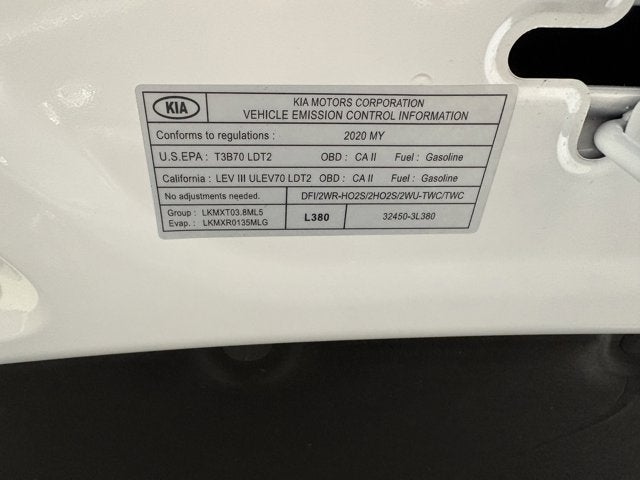 KIA
KIA MOTORS CORPORATION
VEHICLE EMISSION CONTROL INFORMATION
Conforms to regulations : 2020 MY
U.S.EPA : T3B70 LDT2 OBD : CA II Fuel : Gasoline
California : LEV III ULEV70 LDT2 OBD : CA II Fuel : Gasoline
No adjustments needed. DFI/2WR-HO2S/2HO2S/2WU-TWC/TWC
Group : LKMXT03.8ML5
Evap. : LKMXR0135MLG
L380
32450-3L380